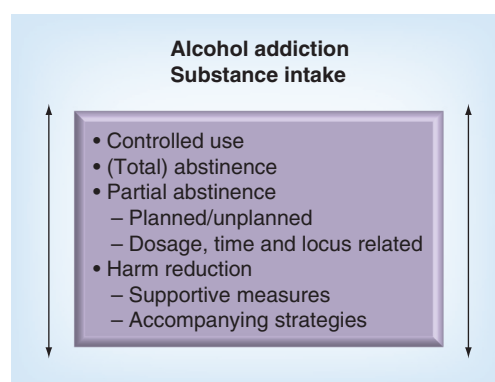 Alcohol addiction
Substance intake
• Controlled use
• (Total) abstinence
• Partial abstinence
– Planned/unplanned
– Dosage, time and locus related
• Harm reduction
– Supportive measures
– Accompanying strategies